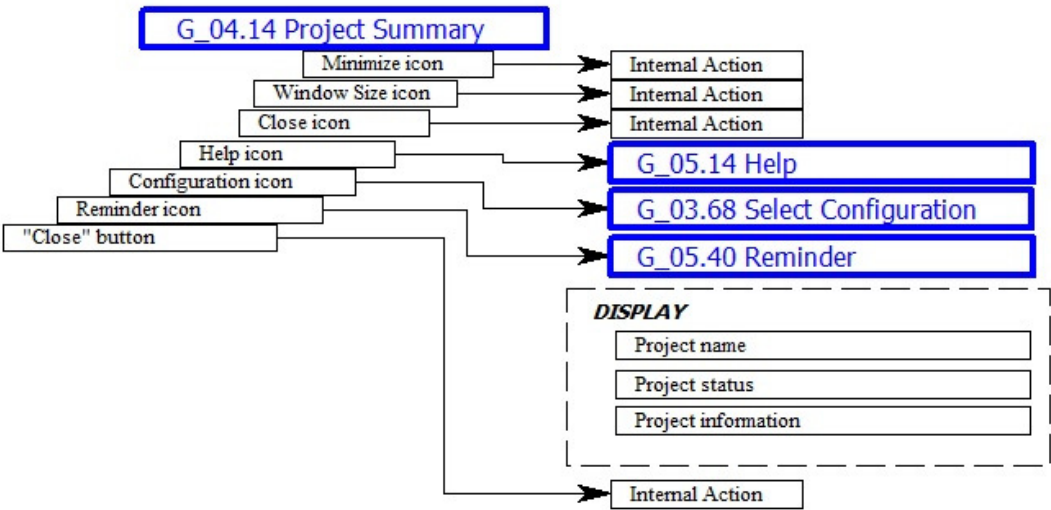 G_04.14 Project Summary
Minimize icon
Internal Action
Window Size icon
Internal Action
Close icon
Internal Action
Help icon
G_05.14 Help
Configuration icon
G_03.68 Select Configuration
Reminder icon
"Close" button
G_05.40 Reminder
DISPLAY
Project name
Project status
Project information
Internal Action